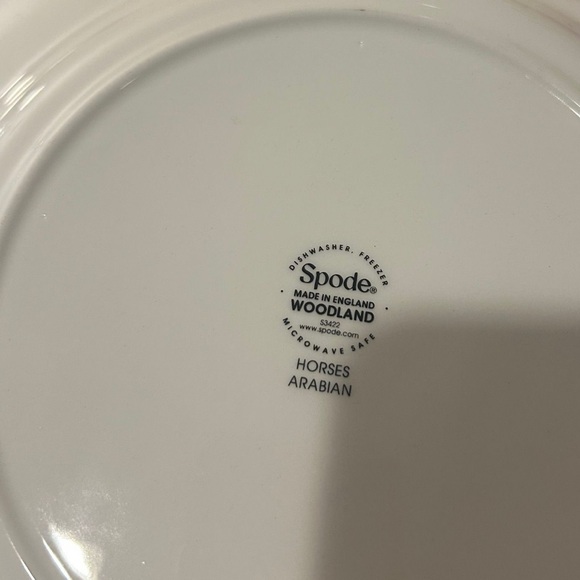 DISHWASHER, FREEZER
Spode®
MADE IN ENGLAND
WOODLAND
S3422
www.spode.com
MICROWAVE SAFE
HORSES
ARABIAN